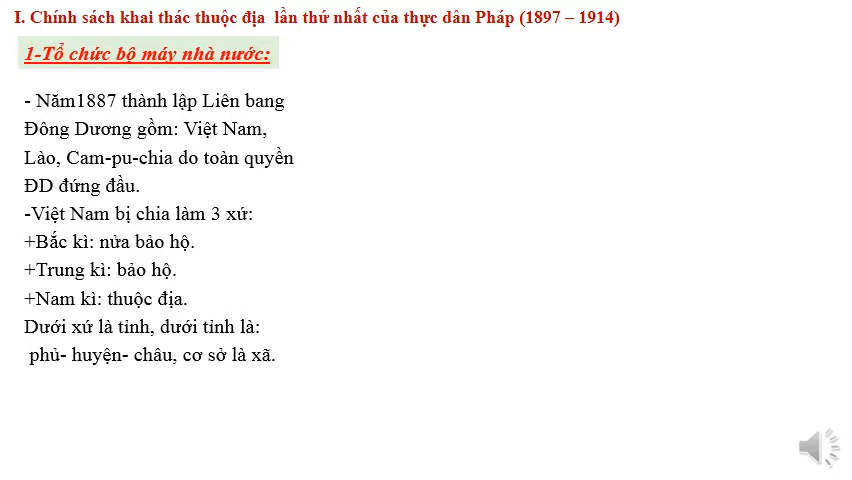 I. Chính sách khai thác thuộc địa  lần thứ nhất của thực dân Pháp (1897 – 1914)
1-Tổ chức bộ máy nhà nước:
- Năm1887 thành lập Liên bang
Đông Dương gồm: Việt Nam,
Lào, Cam-pu-chia do toàn quyền
ĐD đứng đầu.
-Việt Nam bị chia làm 3 xứ:
+Bắc kì: nửa bảo hộ.
+Trung kì: bảo hộ.
+Nam kì: thuộc địa.
Dưới xứ là tỉnh, dưới tỉnh là:
phủ- huyện- châu, cơ sở là xã.